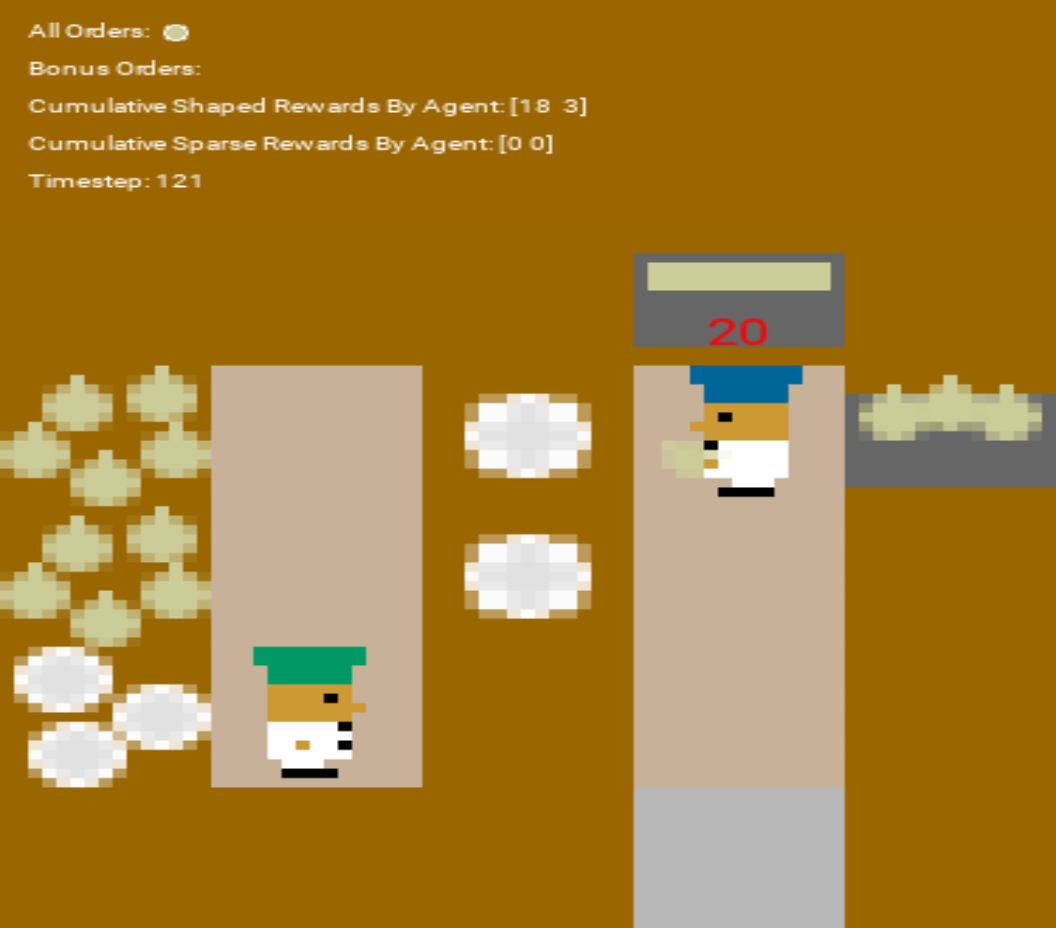 All Orders:
Bonus Orders:
Cumulative Shaped Rewards By Agent: [18 3]
Cumulative Sparse Rewards By Agent: [0 0]
Timestep: 121
20